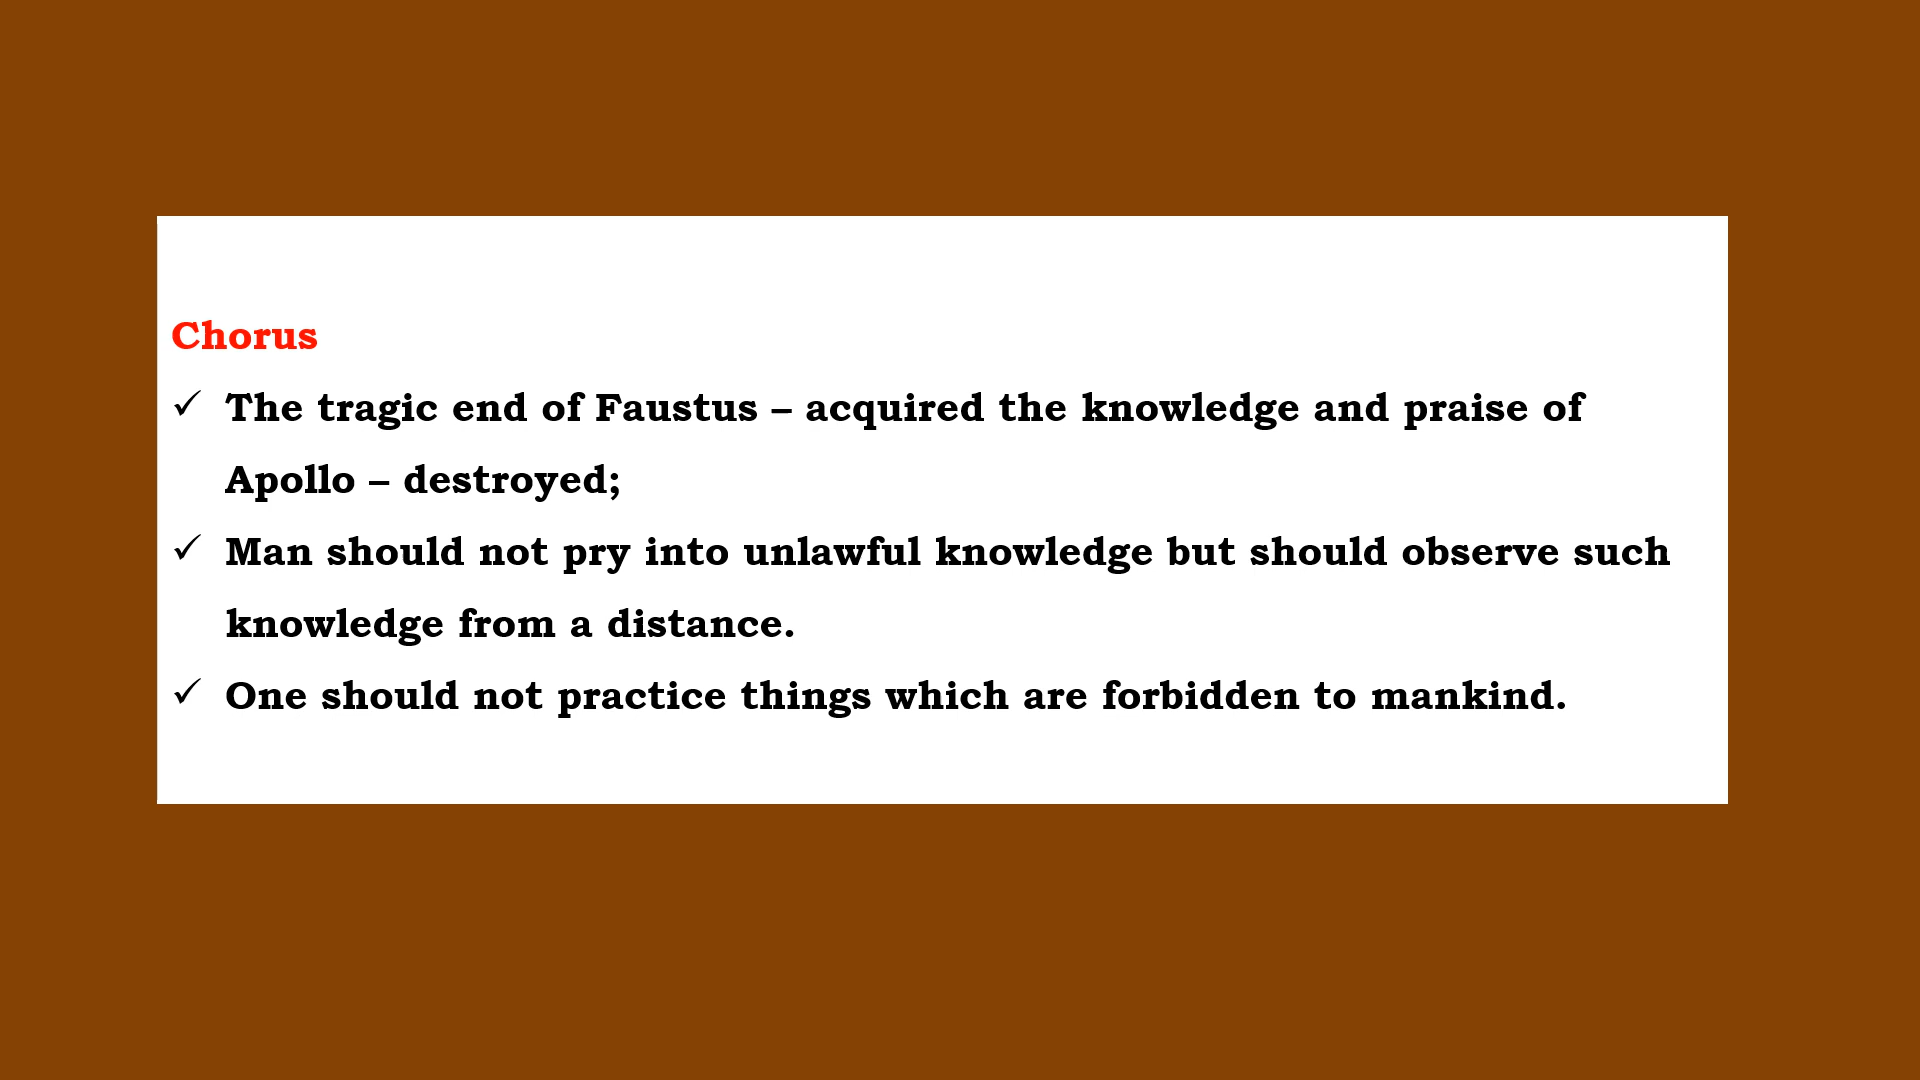 Chorus
✓ The tragic end of Faustus – acquired the knowledge and praise of
Apollo – destroyed;
✓ Man should not pry into unlawful knowledge but should observe such
knowledge from a distance.
✓ One should not practice things which are forbidden to mankind.